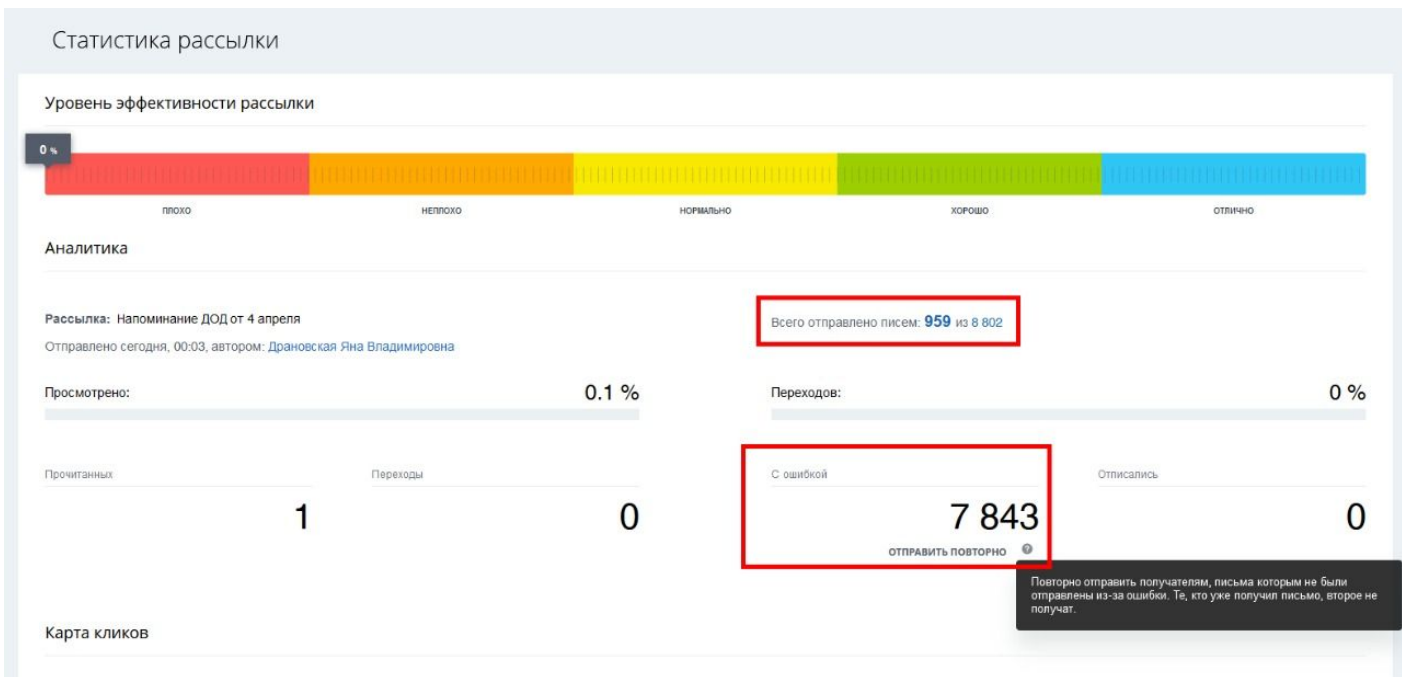 Статистика рассылки
Уровень эффективности рассылки
0 %
ПЛОХО НЕПЛОХО НОРМАЛЬНО ХОРОШО ОТЛИЧНО
Аналитика
Рассылка: Напоминание ДОД от 4 апреля
Всего отправлено писем: 959 из 8 802
Отправлено сегодня, 00:03, автором: Драновская Яна Владимировна
Просмотрено: 0.1 % Переходов: 0 %
Прочитанных Переходы С ошибкой Отписались
1 0 7 843 0
ОТПРАВИТЬ ПОВТОРНО ?
Повторно отправить получателям, письма которым не были
отправлены из-за ошибки. Те, кто уже получил письмо, второе не
получат.
Карта кликов